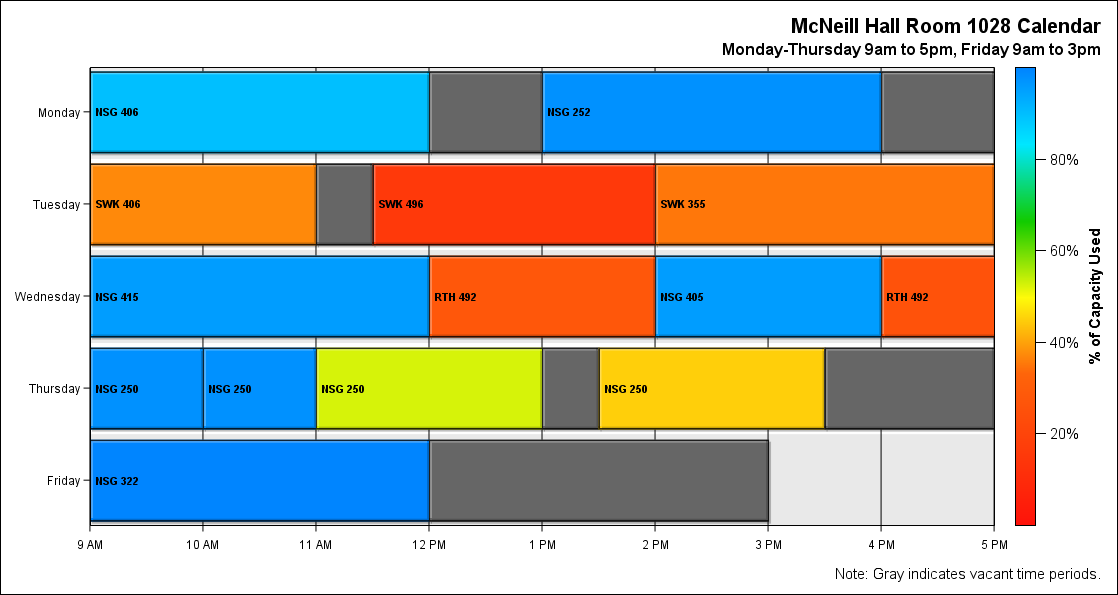 McNeill Hall Room 1028 Calendar
Monday-Thursday 9am to 5pm, Friday 9am to 3pm
Monday
NSG 406
NSG 252
Tuesday
SWK 406
SWK 496
SWK 355
Wednesday
NSG 415
RTH 492
NSG 405
RTH 492
Thursday
NSG 250
NSG 250
NSG 250
NSG 250
Friday
NSG 322
9 AM
10 AM
11 AM
12 PM
1 PM
2 PM
3 PM
4 PM
5 PM
80%
60%
40%
20%
% of Capacity Used
Note: Gray indicates vacant time periods.